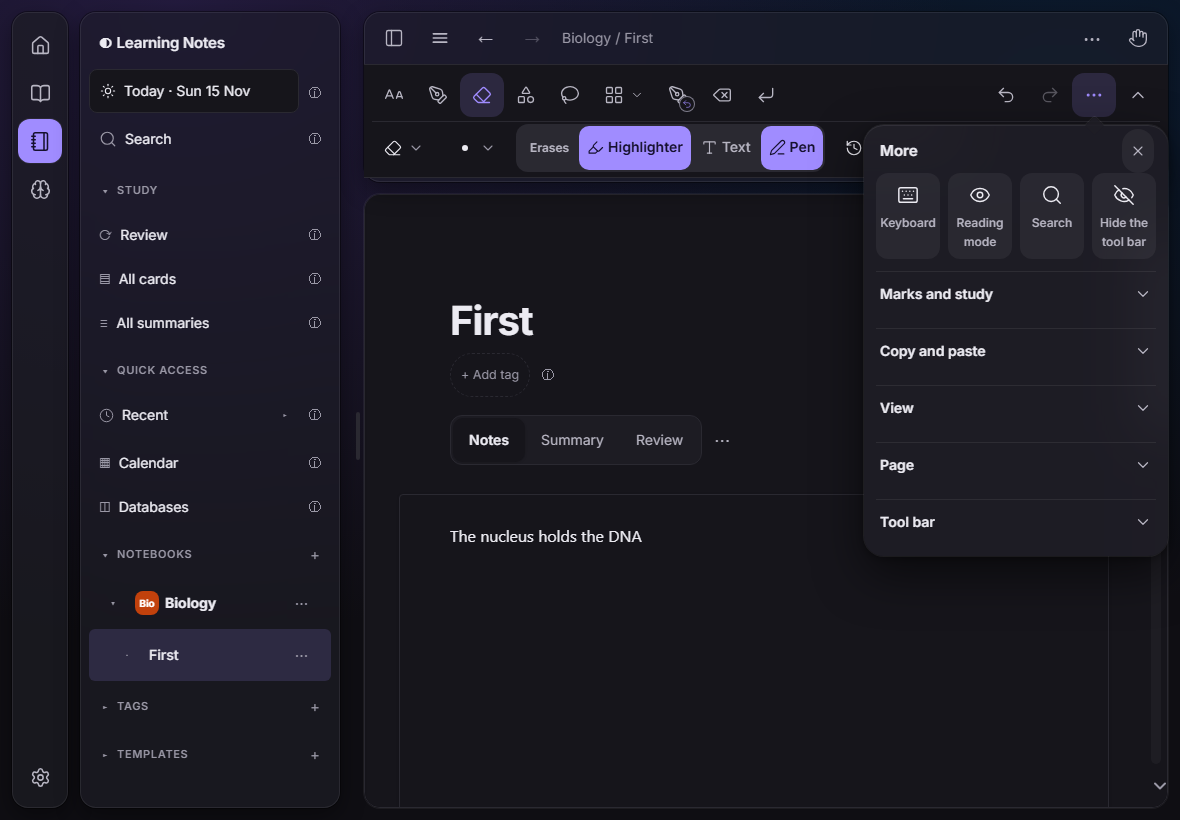 Learning Notes
Today · Sun 15 Nov
Search
STUDY
Review
All cards
All summaries
QUICK ACCESS
Recent
Calendar
Databases
NOTEBOOKS
Bio Biology
First
TAGS
TEMPLATES
Biology / First
AA
Erases Highlighter Text Pen
First
+ Add tag
Notes Summary Review
The nucleus holds the DNA
More
Keyboard
Reading mode
Search
Hide the tool bar
Marks and study
Copy and paste
View
Page
Tool bar